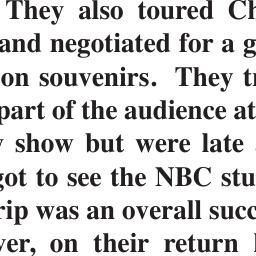 They also toured Ch
and negotiated for a g
on souvenirs. They tr
part of the audience at
y show but were late
got to see the NBC stu
rip was an overall succ
ver, on their return